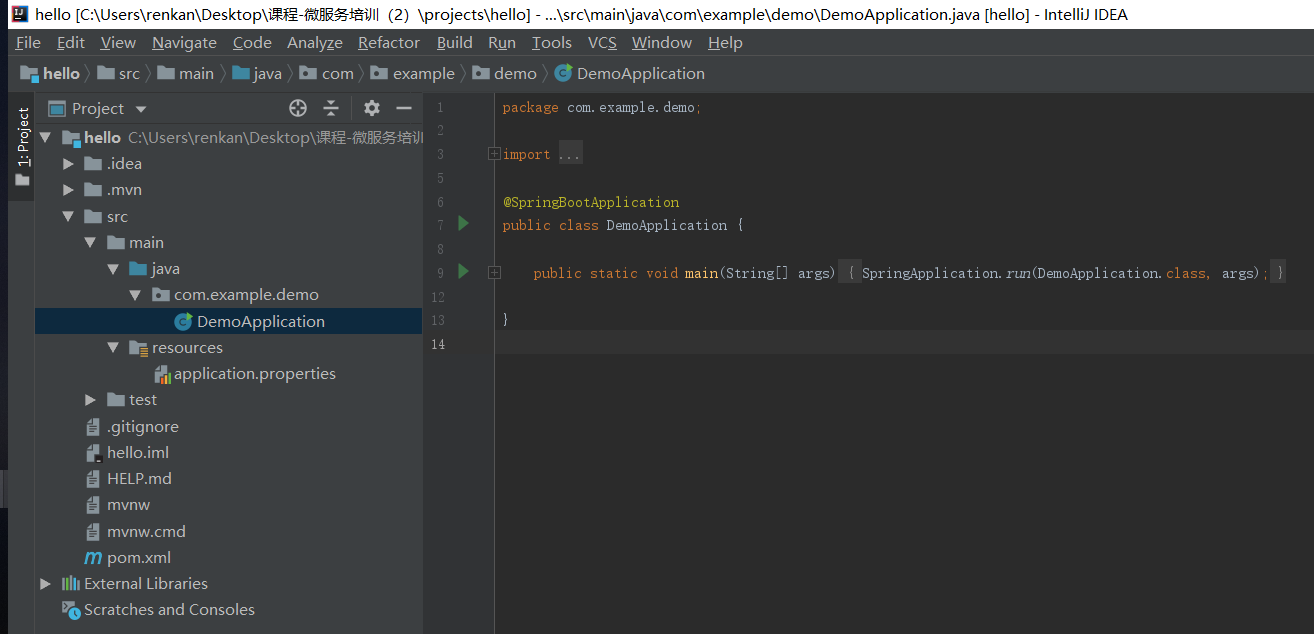 hello [C:\Users\renkan\Desktop\课程-微服务培训（2）\projects\hello] - ...\src\main\java\com\example\demo\DemoApplication.java [hello] - IntelliJ IDEA
File Edit View Navigate Code Analyze Refactor Build Run Tools VCS Window Help
hello src main java com example demo DemoApplication
1: Project
Project
hello C:\Users\renkan\Desktop\课程-微服务培训
.idea
.mvn
src
main
java
com.example.demo
DemoApplication
resources
application.properties
test
.gitignore
hello.iml
HELP.md
mvnw
mvnw.cmd
pom.xml
External Libraries
Scratches and Consoles
1 package com.example.demo;
2
3 import ...
5
6 @SpringBootApplication
7 public class DemoApplication {
8
9 public static void main(String[] args) { SpringApplication.run(DemoApplication.class, args); }
12
13 }
14